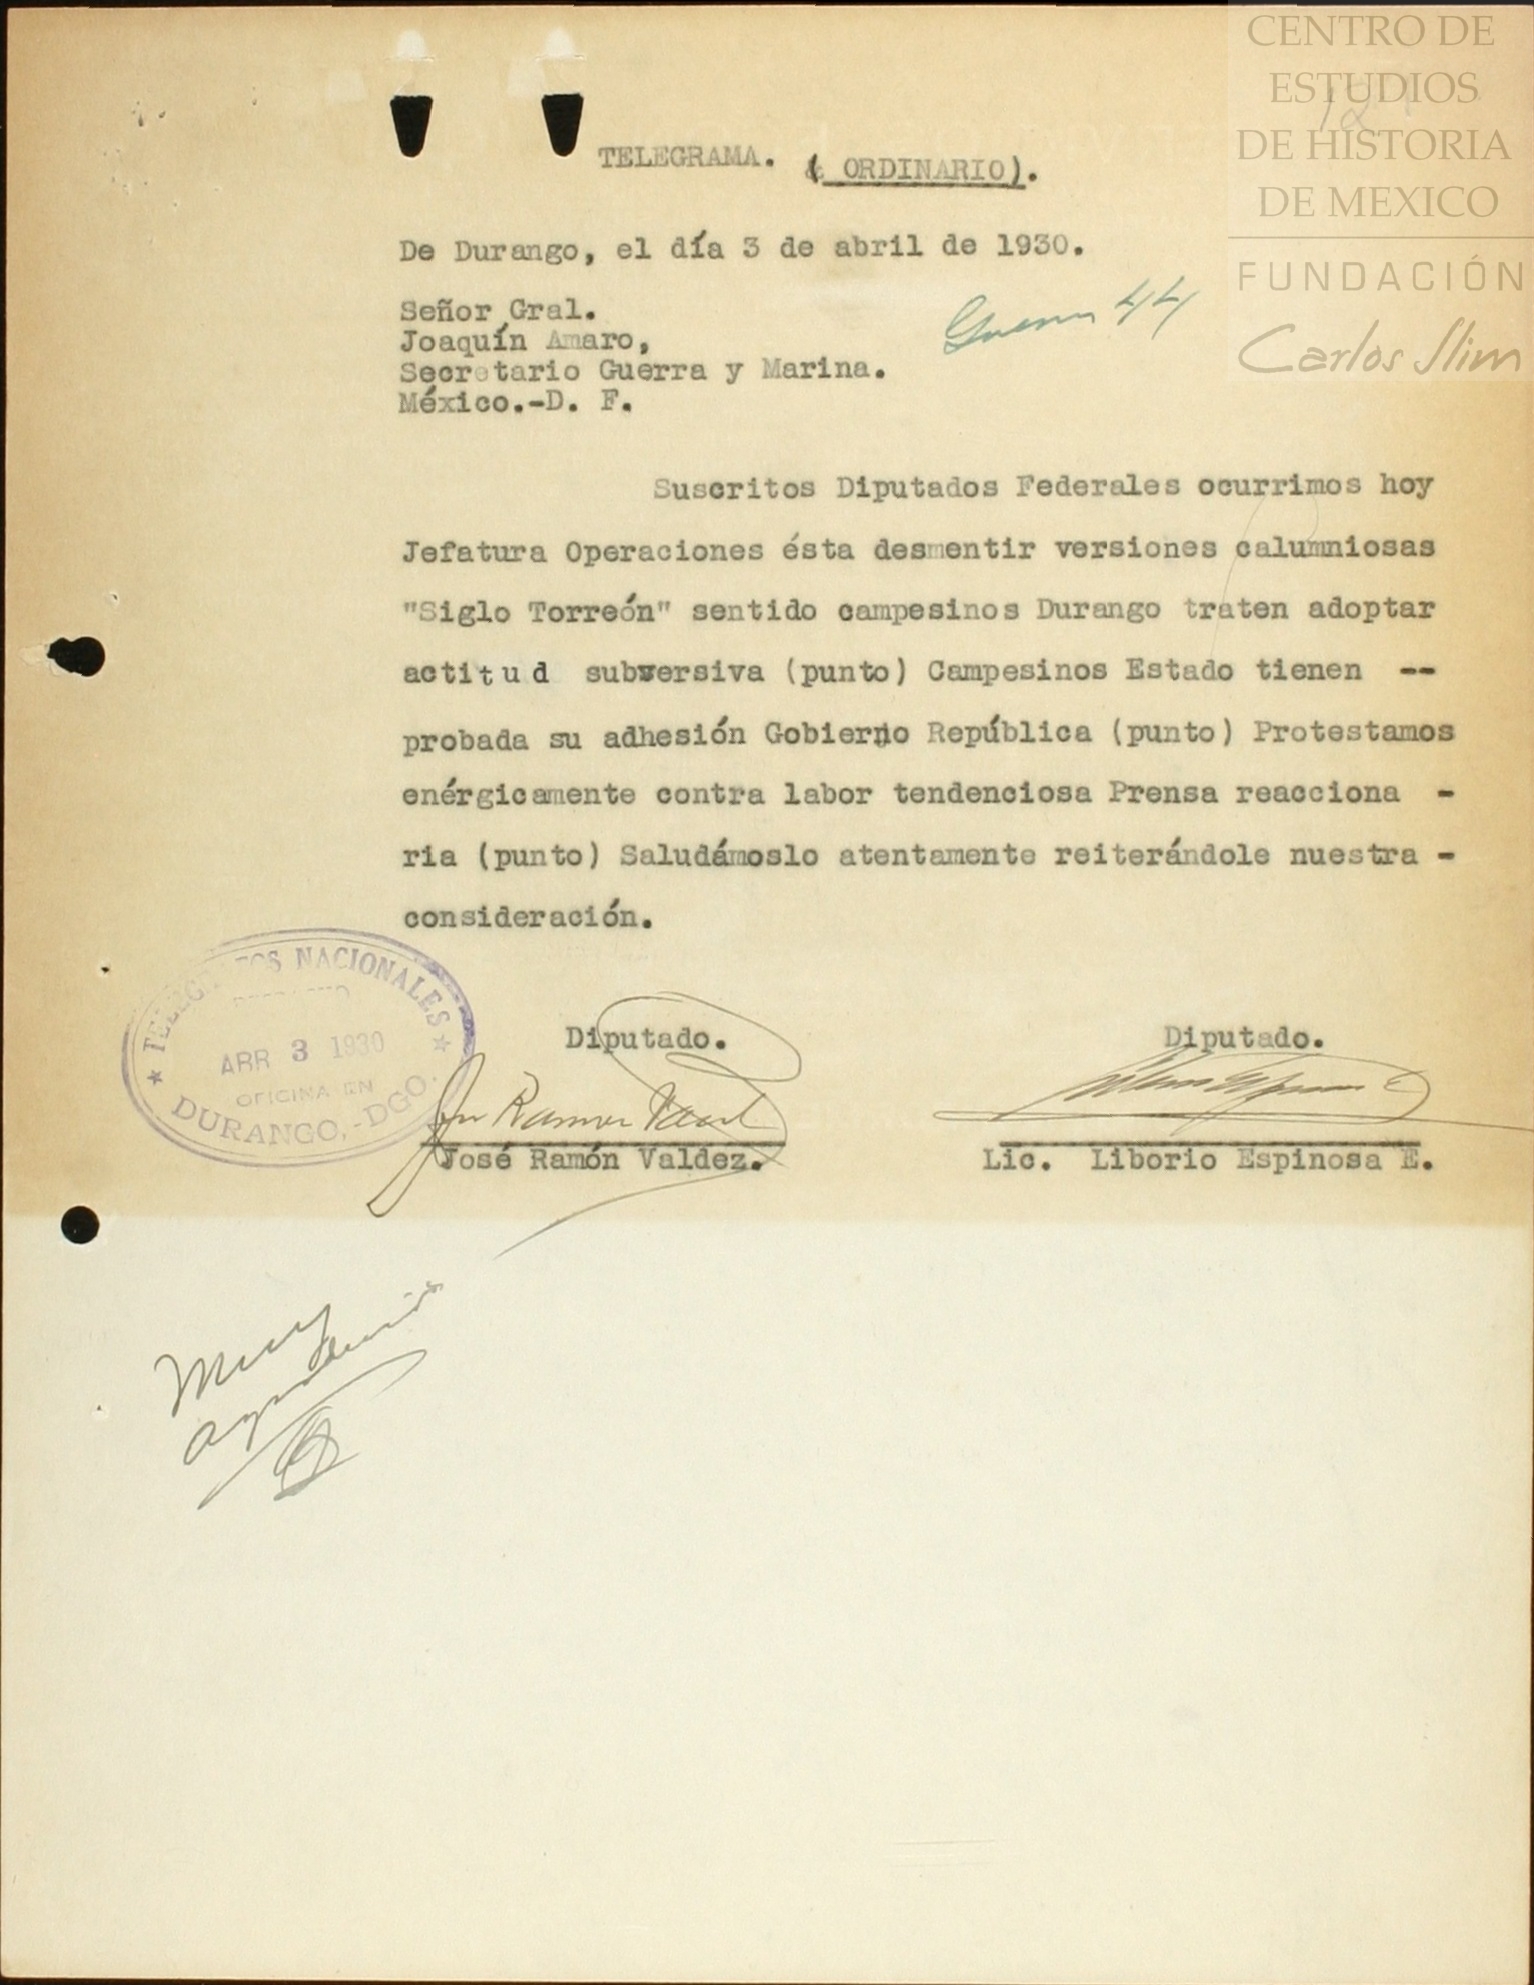 CENTRO DE
ESTUDIOS
DE HISTORIA
DE MEXICO
FUNDACIÓN
Carlos Slim
TELEGRAMA. ( ORDINARIO).
De Durango, el día 3 de abril de 1930.
Señor Gral.
Joaquín Amaro,
Secretario Guerra y Marina.
México.-D. F.
44
Suscritos Diputados Federales ocurrimos hoy
Jefatura Operaciones ésta desmentir versiones calumniosas
"Siglo Torreón" sentido campesinos Durango traten adoptar
actitud subversiva (punto) Campesinos Estado tienen --
probada su adhesión Gobierno República (punto) Protestamos
enérgicamente contra labor tendenciosa Prensa reacciona -
ria (punto) Saludámoslo atentamente reiterándole nuestra -
consideración.
NACIONALES
ABR 3 1930
OFICINA EN
DURANGO,-DGO.
Diputado. Diputado.
José Ramón Valdez. Lic. Liborio Espinosa E.
Muy